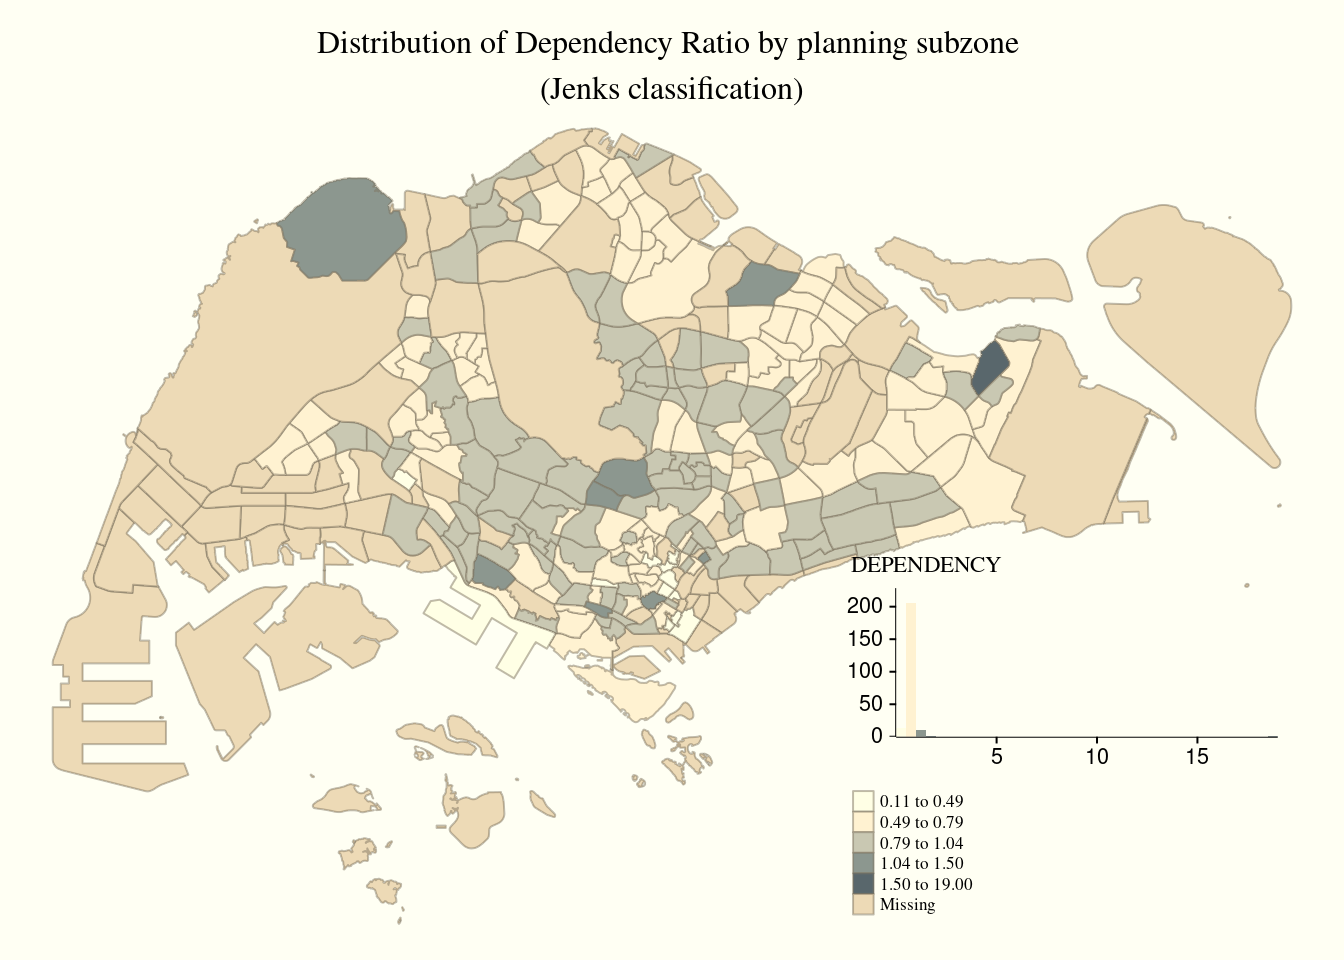 Distribution of Dependency Ratio by planning subzone
(Jenks classification)
DEPENDENCY
200
150
100
50
0
5 10 15
0.11 to 0.49
0.49 to 0.79
0.79 to 1.04
1.04 to 1.50
1.50 to 19.00
Missing